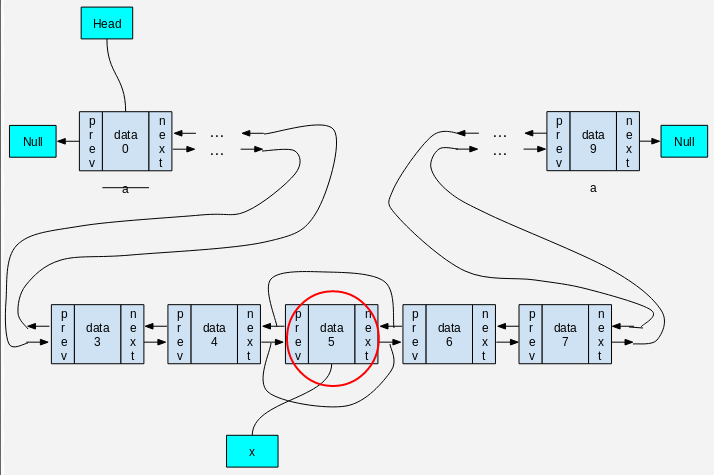 Head
Null
prev
data
0
next
...
...
a
...
...
prev
data
9
next
Null
a
prev
data
3
next
prev
data
4
next
prev
data
5
next
prev
data
6
next
prev
data
7
next
x